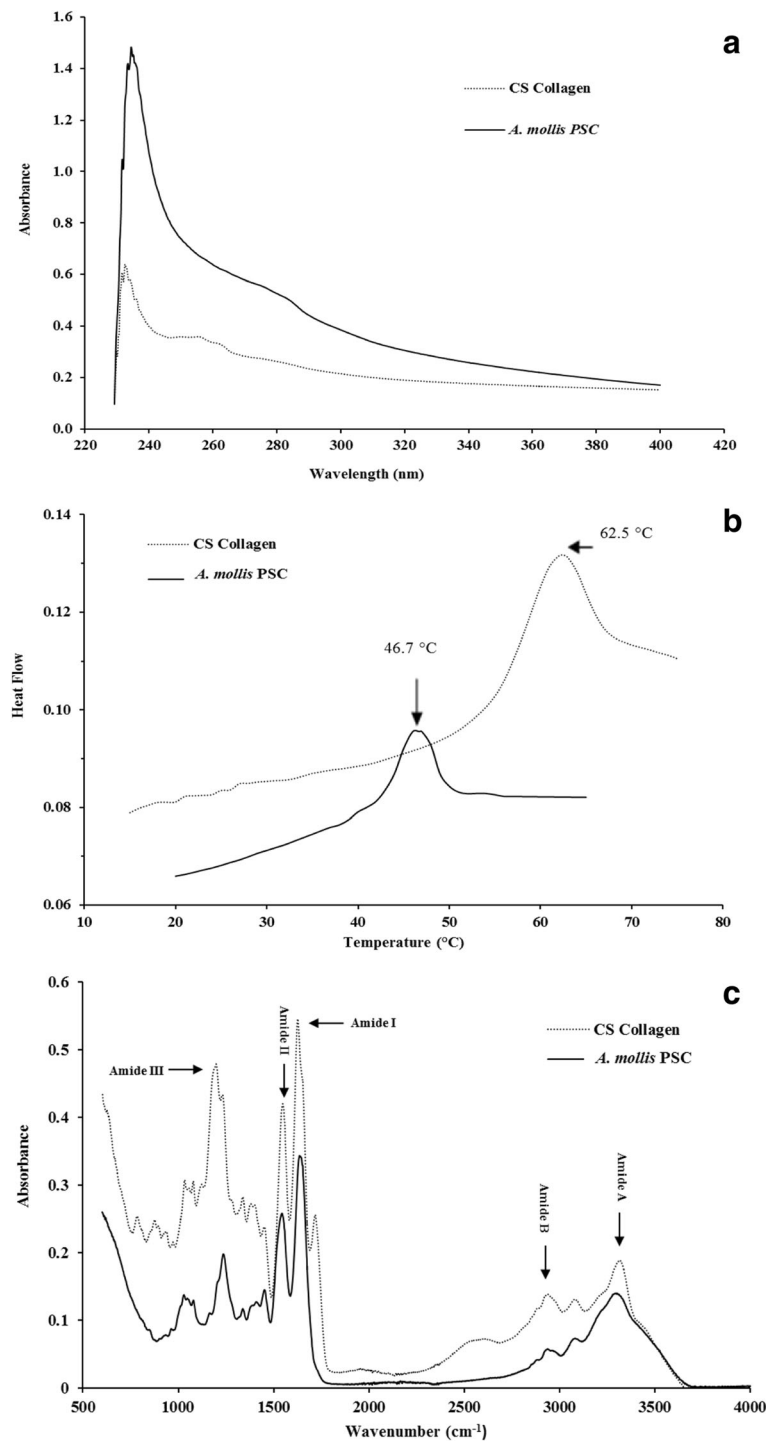 a
1.6
1.4
1.2
1.0
0.8
0.6
0.4
0.2
0.0
Absorbance
CS Collagen
A. mollis PSC
220 240 260 280 300 320 340 360 380 400 420
Wavelength (nm)
b
0.14
0.12
0.10
0.08
0.06
Heat Flow
CS Collagen
A. mollis PSC
62.5 °C
46.7 °C
10 20 30 40 50 60 70 80
Temperature (°C)
c
0.6
0.5
0.4
0.3
0.2
0.1
0
Absorbance
Amide III
Amide II
Amide I
CS Collagen
A. mollis PSC
Amide B
Amide A
500 1000 1500 2000 2500 3000 3500 4000
Wavenumber (cm-1)